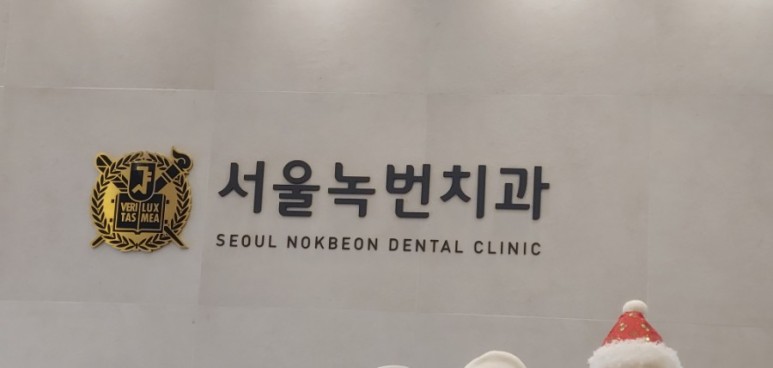 VERI LUX
TAS MEA
서울녹번치과
SEOUL NOKBEON DENTAL CLINIC